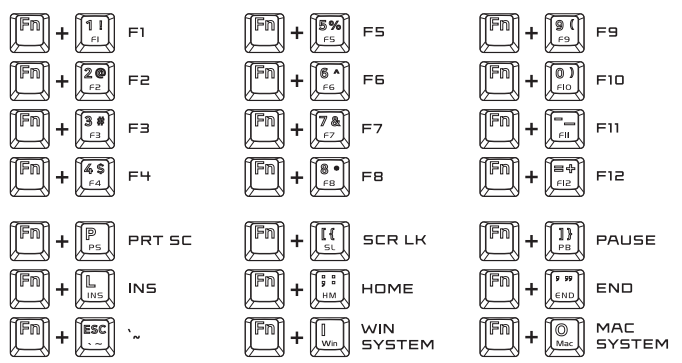 Fn + 1 ! F1 F1
Fn + 5 % F5 F5
Fn + 9 ( F9 F9
Fn + 2 @ F2 F2
Fn + 6 ^ F6 F6
Fn + 0 ) F10 F10
Fn + 3 # F3 F3
Fn + 7 & F7 F7
Fn + - _ F11 F11
Fn + 4 $ F4 F4
Fn + 8 * F8 F8
Fn + = + F12 F12
Fn + P PS PRT SC
Fn + [ { SL SCR LK
Fn + ] } PB PAUSE
Fn + L INS INS
Fn + ; : HM HOME
Fn + ' " END END
Fn + ESC ` ~ ` ~
Fn + I Win WIN
SYSTEM
Fn + O Mac MAC
SYSTEM